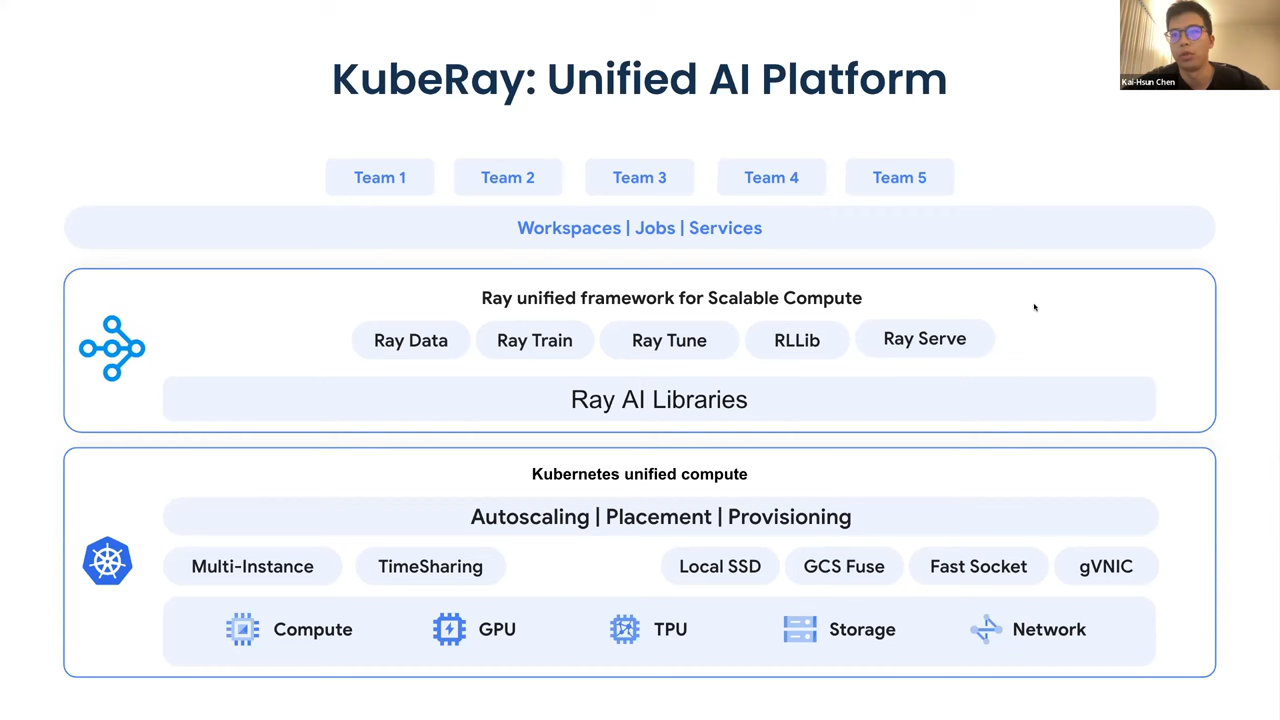 KubeRay: Unified AI Platform
Kai-Hsun Chen
Team 1 Team 2 Team 3 Team 4 Team 5
Workspaces | Jobs | Services
Ray unified framework for Scalable Compute
Ray Data Ray Train Ray Tune RLLib Ray Serve
Ray AI Libraries
Kubernetes unified compute
Autoscaling | Placement | Provisioning
Multi-Instance TimeSharing Local SSD GCS Fuse Fast Socket gVNIC
Compute GPU TPU Storage Network